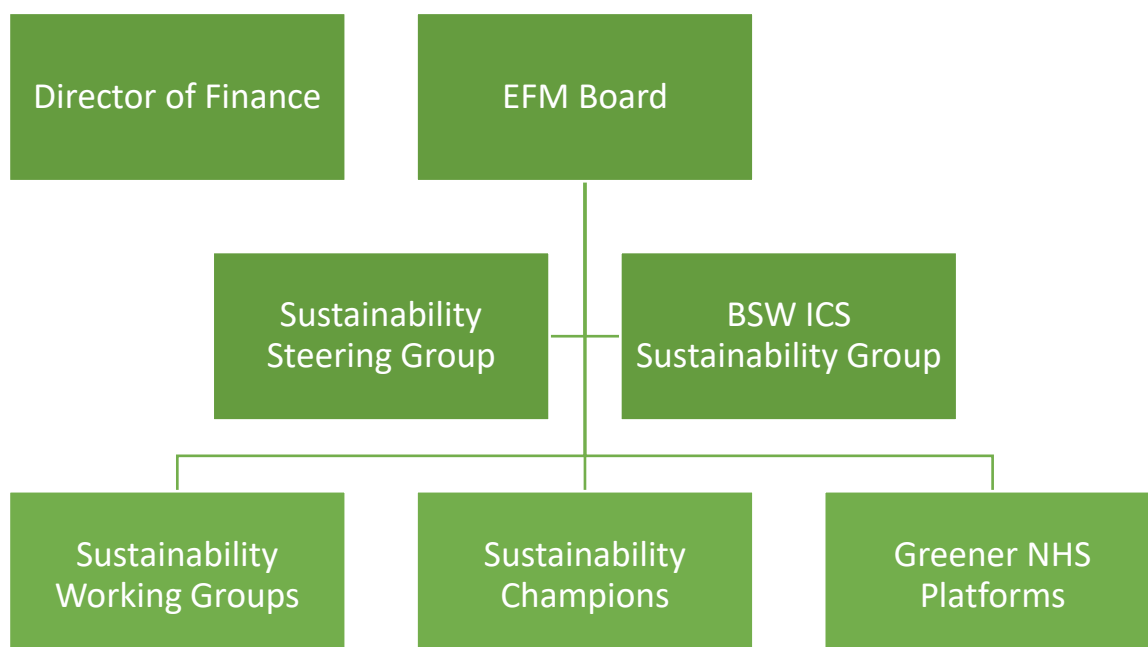 Director of Finance
EFM Board
Sustainability
Steering Group
BSW ICS
Sustainability Group
Sustainability
Working Groups
Sustainability
Champions
Greener NHS
Platforms